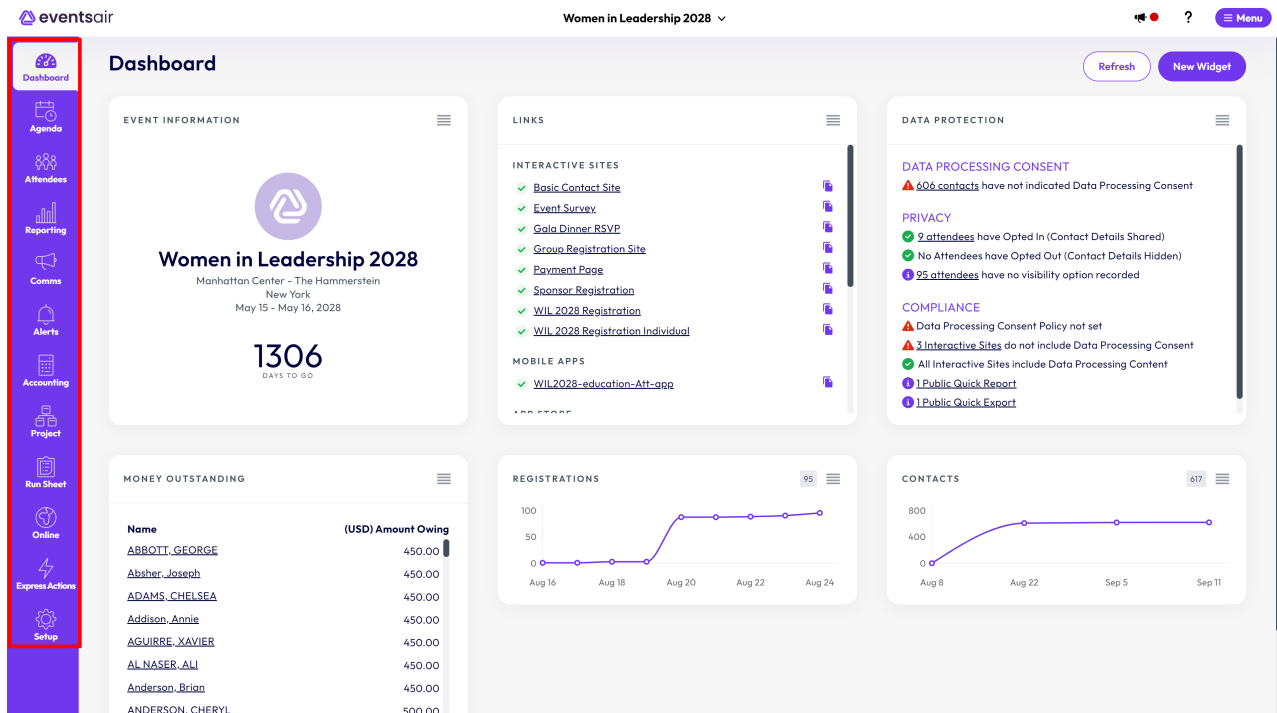 eventsair
Women in Leadership 2028
?
Menu
Dashboard
Agenda
Attendees
Reporting
Comms
Alerts
Accounting
Project
Run Sheet
Online
Express Actions
Setup
Dashboard
Refresh
New Widget
EVENT INFORMATION
Women in Leadership 2028
Manhattan Center - The Hammerstein
New York
May 15 - May 16, 2028
1306
DAYS TO GO
LINKS
INTERACTIVE SITES
Basic Contact Site
Event Survey
Gala Dinner RSVP
Group Registration Site
Payment Page
Sponsor Registration
WIL 2028 Registration
WIL 2028 Registration Individual
MOBILE APPS
WIL2028-education-Att-app
APP STORE
DATA PROTECTION
DATA PROCESSING CONSENT
606 contacts have not indicated Data Processing Consent
PRIVACY
9 attendees have Opted In (Contact Details Shared)
No Attendees have Opted Out (Contact Details Hidden)
95 attendees have no visibility option recorded
COMPLIANCE
Data Processing Consent Policy not set
3 Interactive Sites do not include Data Processing Consent
All Interactive Sites include Data Processing Content
1 Public Quick Report
1 Public Quick Export
MONEY OUTSTANDING
Name (USD) Amount Owing
ABBOTT, GEORGE 450.00
Absher, Joseph 450.00
ADAMS, CHELSEA 450.00
Addison, Annie 450.00
AGUIRRE, XAVIER 450.00
AL NASER, ALI 450.00
Anderson, Brian 450.00
ANDERSON, CHERYL 500.00
REGISTRATIONS 95
100
50
0
Aug 16 Aug 18 Aug 20 Aug 22 Aug 24
CONTACTS 617
800
400
0
Aug 8 Aug 22 Sep 5 Sep 11